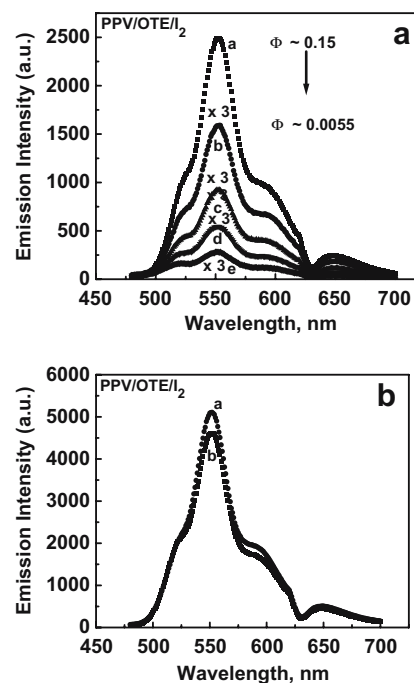 PPV/OTE/I2
a
Φ ~ 0.15
a
Φ ~ 0.0055
x 3
b
x 3
c
x 3
d
x 3
e
2500
2000
1500
1000
500
0
Emission Intensity (a.u.)
450 500 550 600 650 700
Wavelength, nm
PPV/OTE/I2
b
a
b
6000
5000
4000
3000
2000
1000
0
Emission Intensity (a.u.)
450 500 550 600 650 700
Wavelength, nm